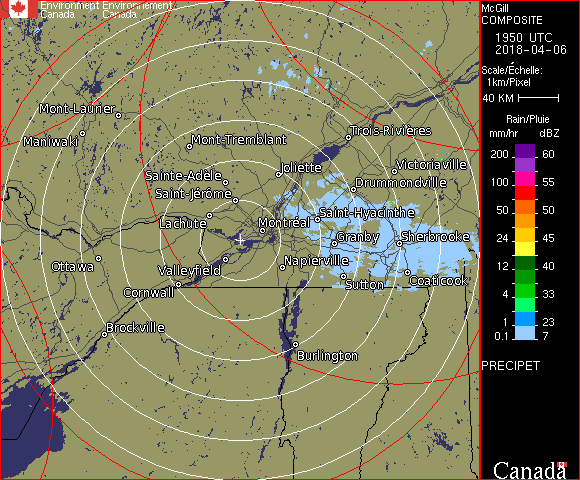 Environment Environnement
Canada Canada
McGill
COMPOSITE
1950 UTC
2018-04-06
Scale/Échelle:
1km/Pixel
40 KM
Rain/Pluie
mm/hr dBZ
200 60
100 55
50 50
24 45
12 40
4 33
1 23
0.1 7
PRECIPET
Canada
Mont-Laurier
Maniwaki
Mont-Tremblant
Trois-Rivières
Joliette
Victoriaville
Sainte-Adèle
Drummondville
Saint-Jérôme
Saint-Hyacinthe
Lachute
Montréal
Granby
Sherbrooke
Ottawa
Valleyfield
Napierville
Cornwall
Sutton
Coaticook
Brockville
Burlington